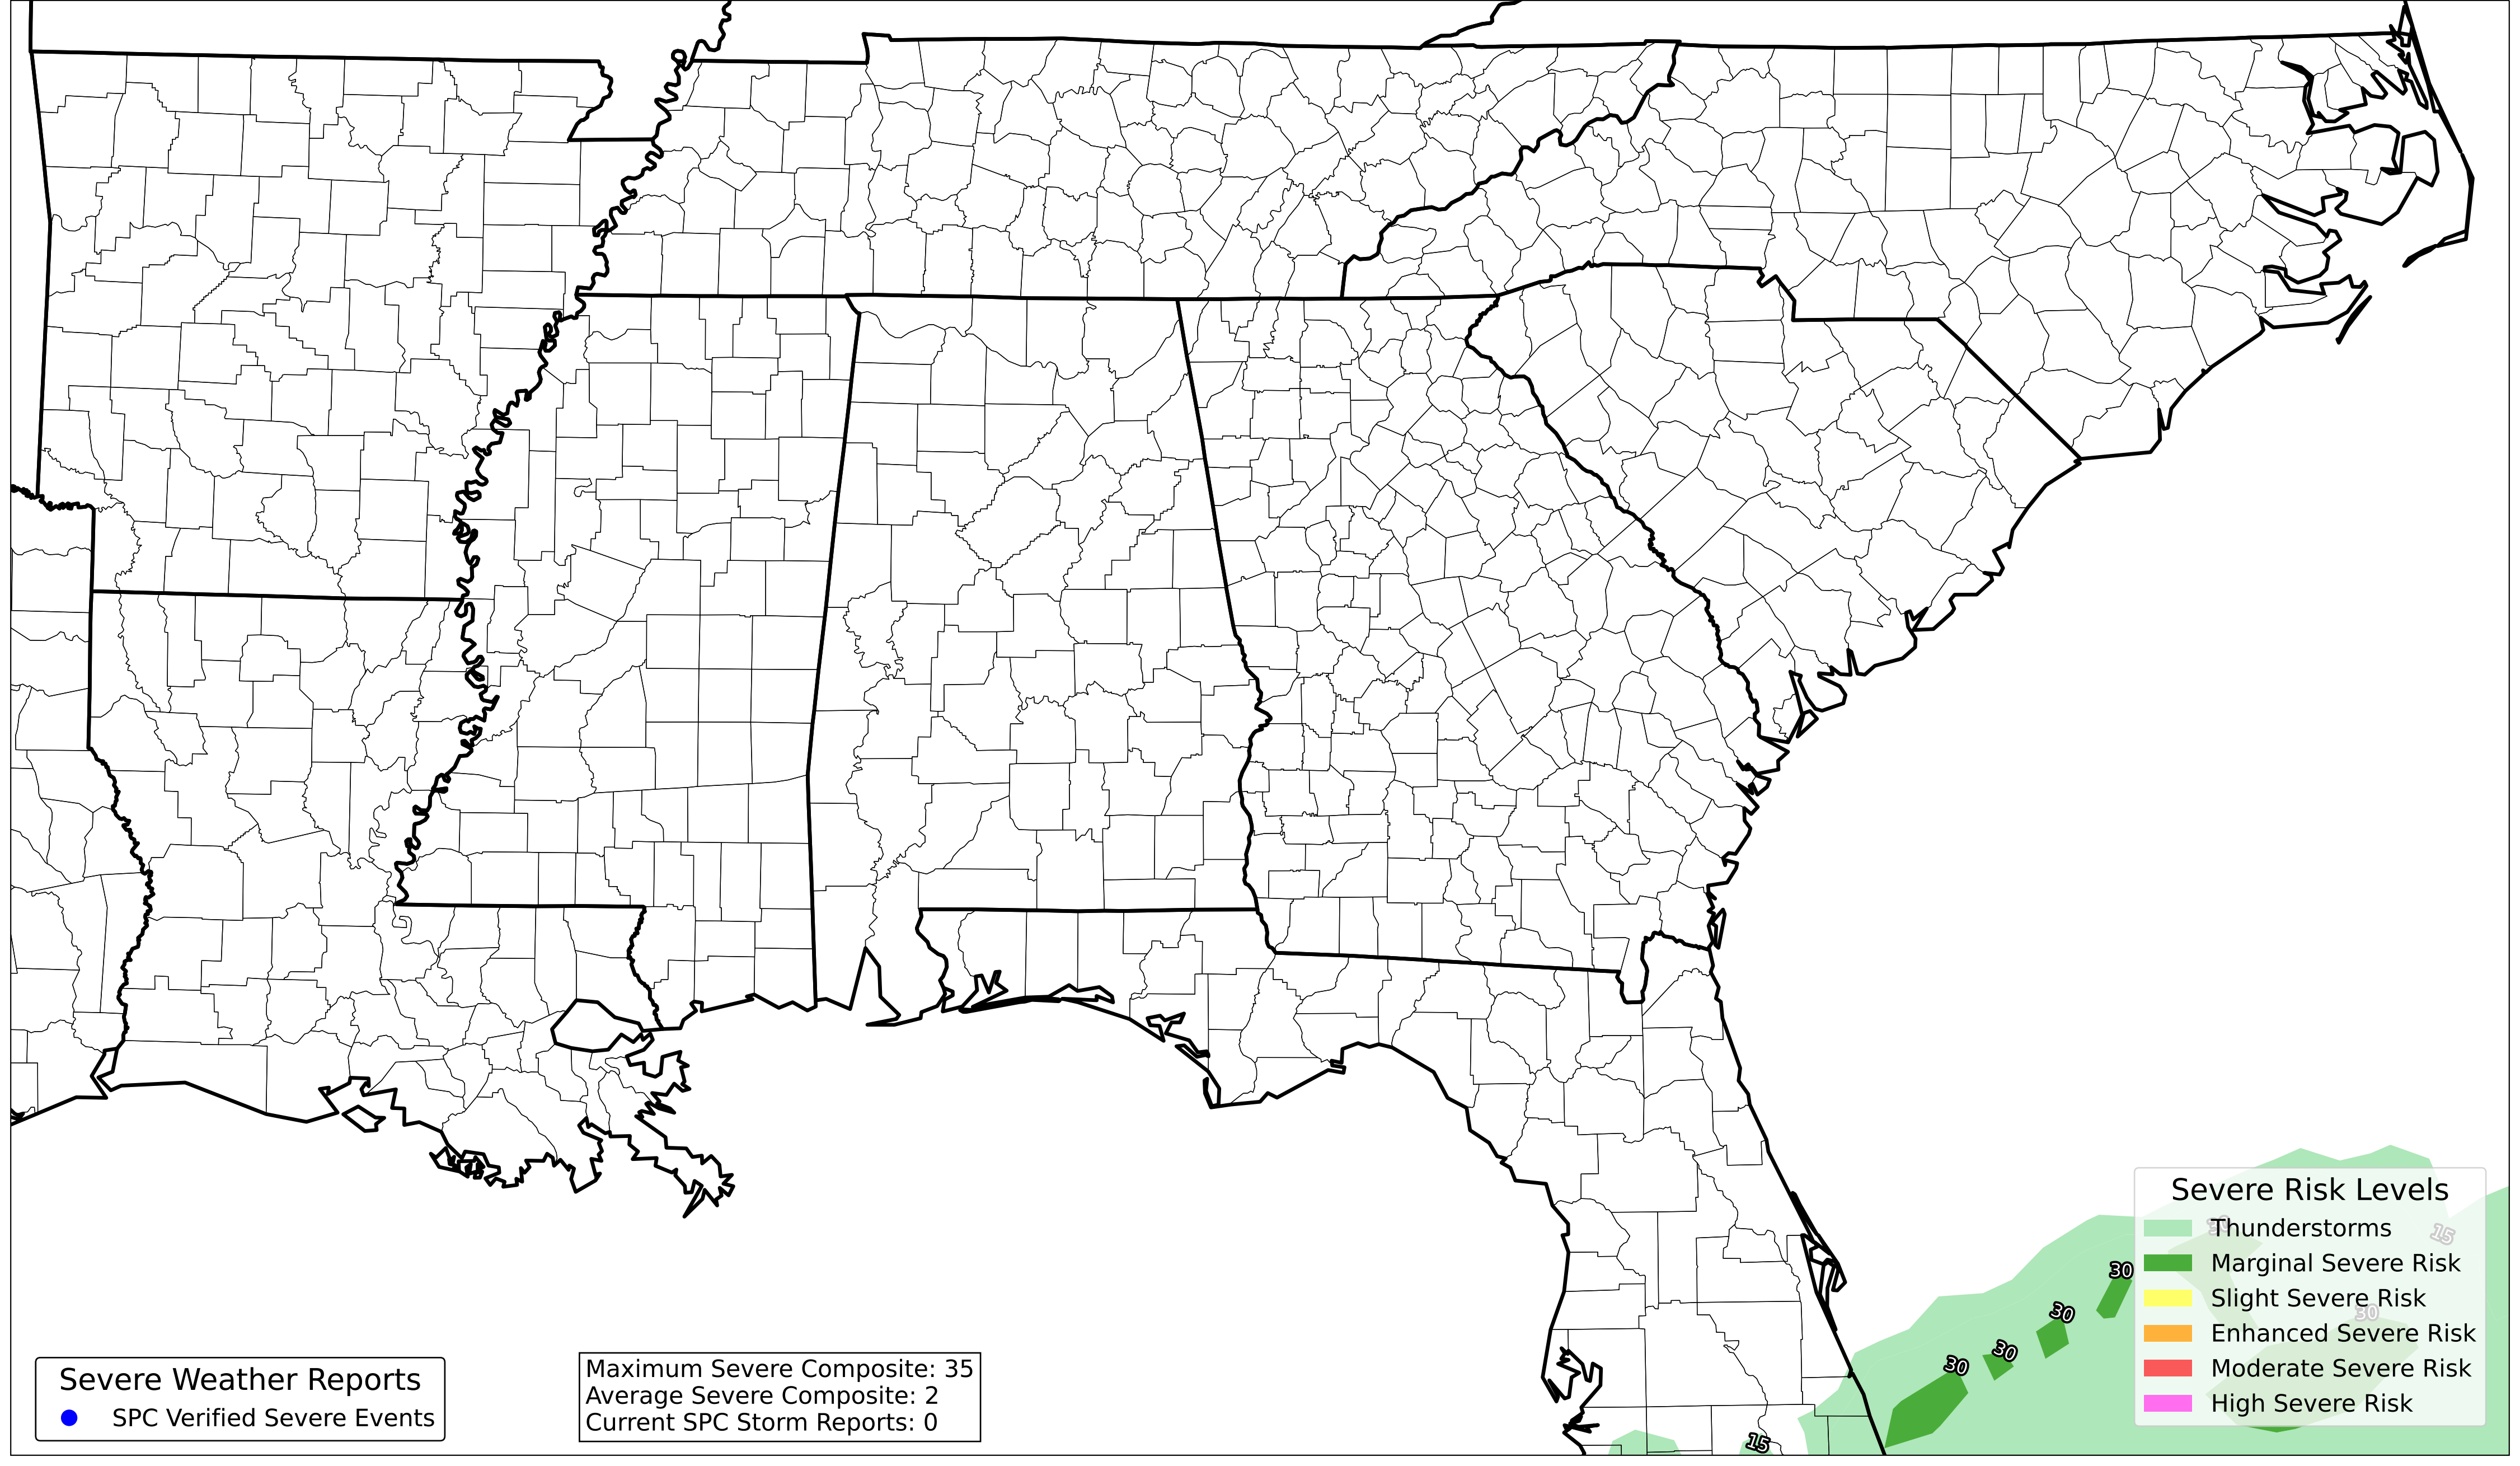 Severe Risk Levels
Thunderstorms
Marginal Severe Risk
Slight Severe Risk
Enhanced Severe Risk
Moderate Severe Risk
High Severe Risk
30
15
30
30
30
30
30
15
Severe Weather Reports
SPC Verified Severe Events
Maximum Severe Composite: 35
Average Severe Composite: 2
Current SPC Storm Reports: 0